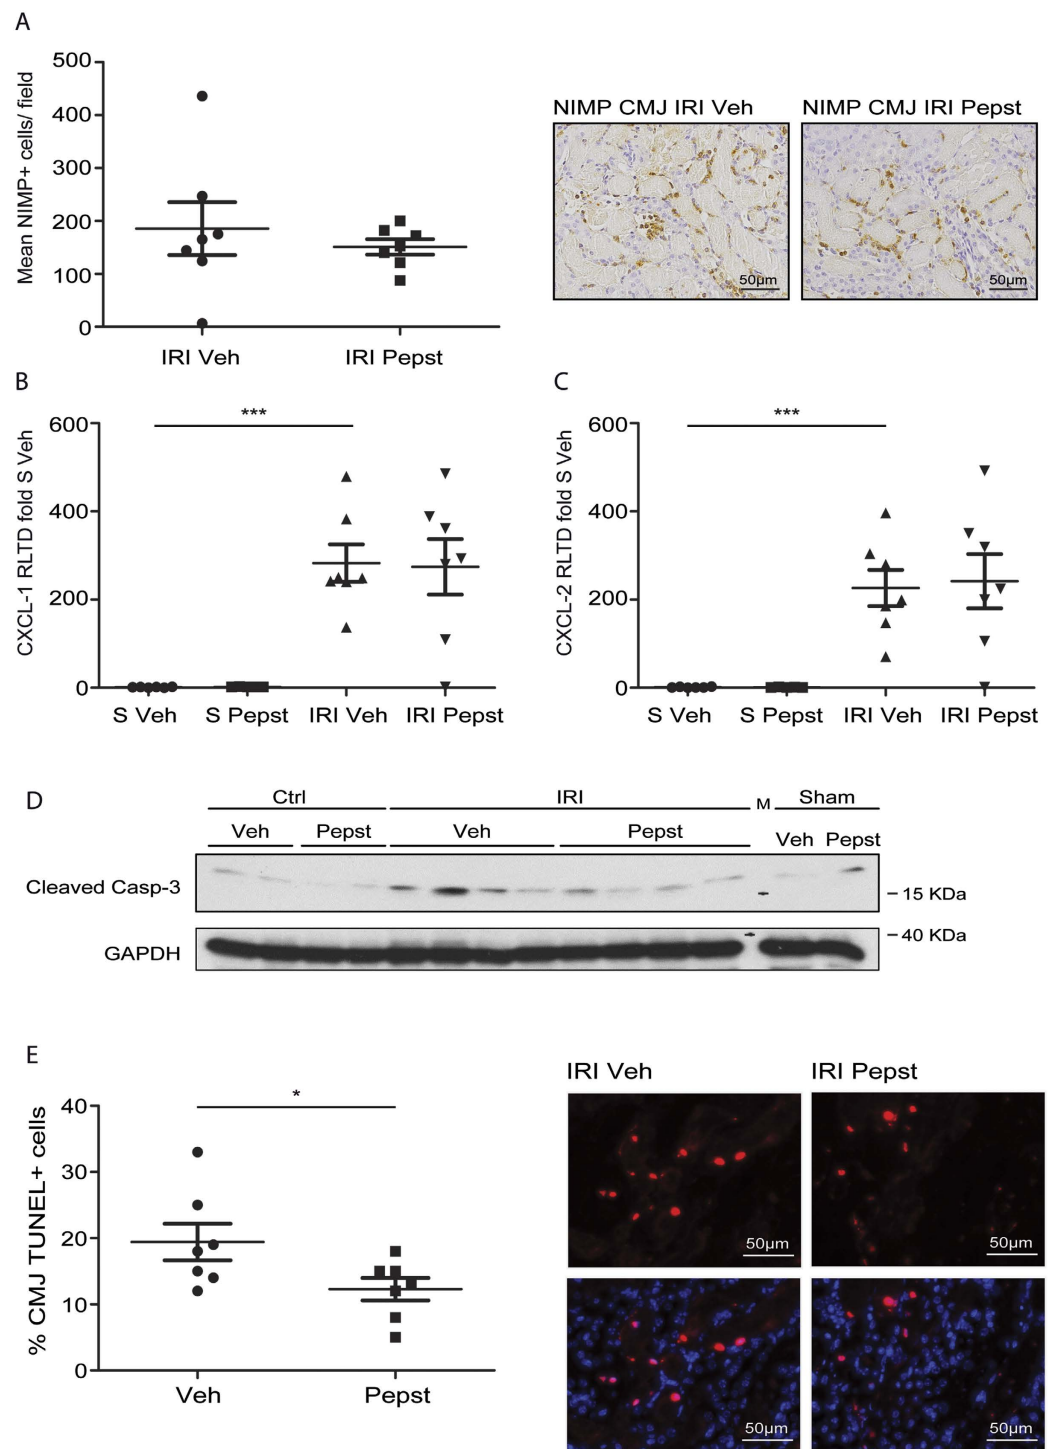 A
Mean NIMP+ cells/ field
500
400
300
200
100
0
IRI Veh
IRI Pepst
NIMP CMJ IRI Veh
NIMP CMJ IRI Pepst
50µm
50µm
B
CXCL-1 RLTD fold S Veh
***
600
400
200
0
S Veh
S Pepst
IRI Veh
IRI Pepst
C
CXCL-2 RLTD fold S Veh
***
600
400
200
0
S Veh
S Pepst
IRI Veh
IRI Pepst
D
Ctrl
IRI
M
Sham
Veh
Pepst
Veh
Pepst
Veh
Pepst
Cleaved Casp-3
15 KDa
GAPDH
40 KDa
E
% CMJ TUNEL+ cells
*
40
30
20
10
0
Veh
Pepst
IRI Veh
IRI Pepst
50µm
50µm
50µm
50µm